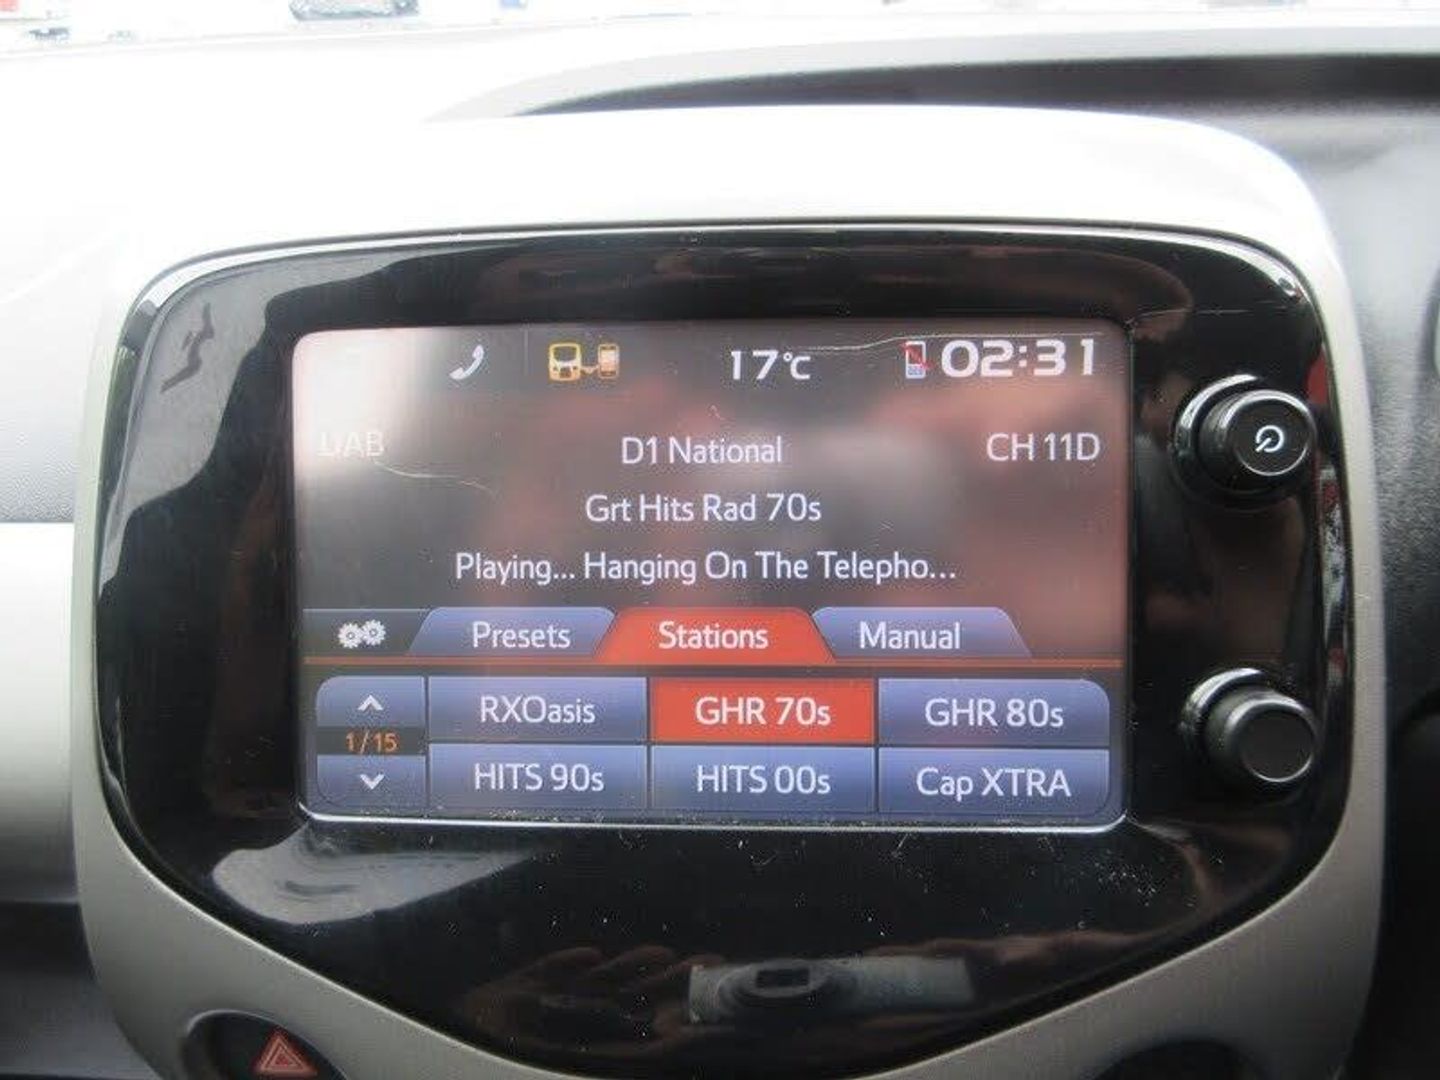 17°C 02:31
DAB D1 National CH 11D
Grt Hits Rad 70s
Playing... Hanging On The Telepho...
Presets Stations Manual
RXOasis GHR 70s GHR 80s
1/15
HITS 90s HITS 00s Cap XTRA